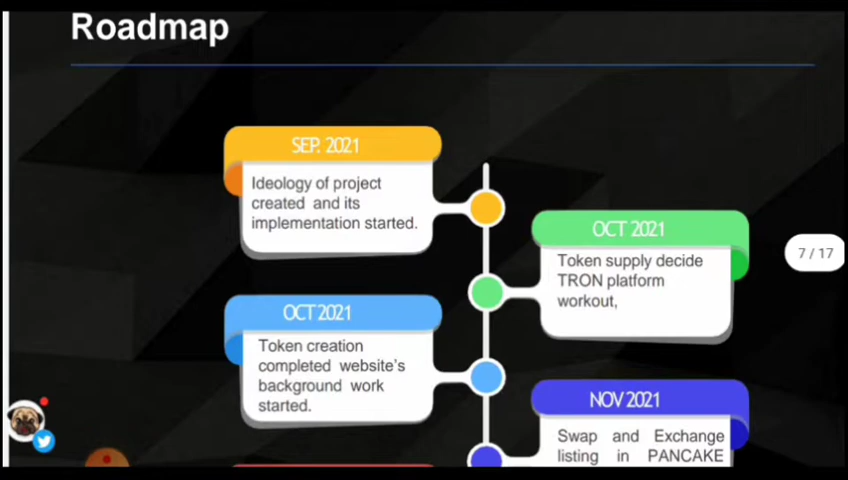 Roadmap
SEP. 2021
Ideology of project
created and its
implementation started.
OCT 2021
Token supply decide
TRON platform
workout,
7 / 17
OCT 2021
Token creation
completed website's
background work
started.
NOV 2021
Swap and Exchange
listing in PANCAKE